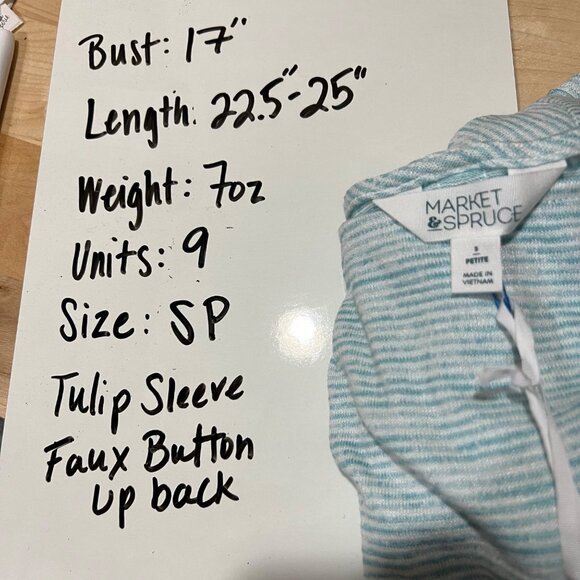 Bust: 17"
Length: 22.5"-25"
Weight: 7oz
Units: 9
Size: SP
Tulip Sleeve
Faux Button
up back
MARKET
&SPRUCE
S
PETITE
MADE IN
VIETNAM